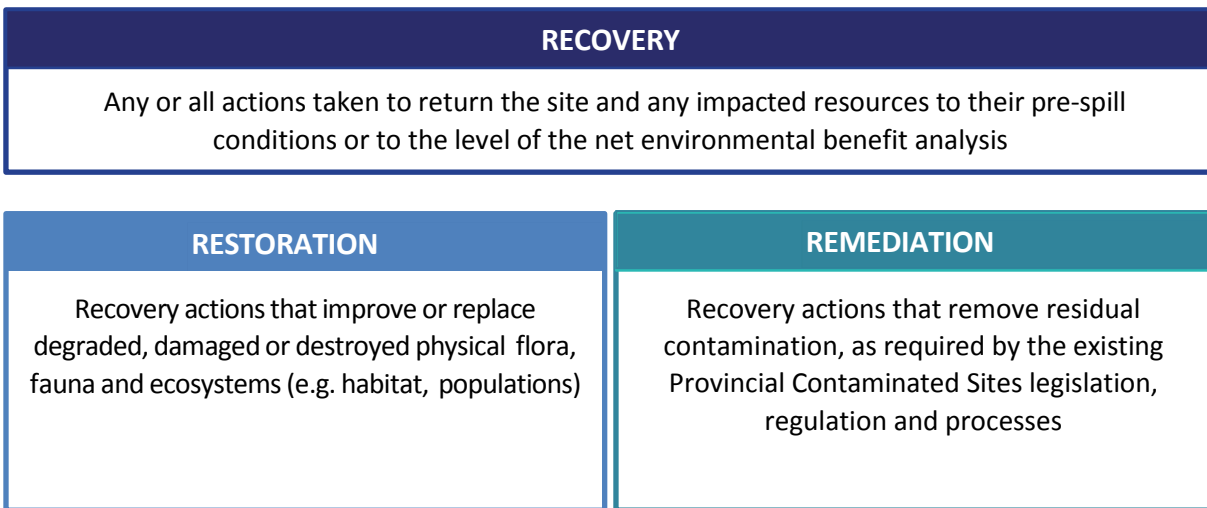 RECOVERY
Any or all actions taken to return the site and any impacted resources to their pre-spill
conditions or to the level of the net environmental benefit analysis
RESTORATION
Recovery actions that improve or replace
degraded, damaged or destroyed physical flora,
fauna and ecosystems (e.g. habitat, populations)
REMEDIATION
Recovery actions that remove residual
contamination, as required by the existing
Provincial Contaminated Sites legislation,
regulation and processes